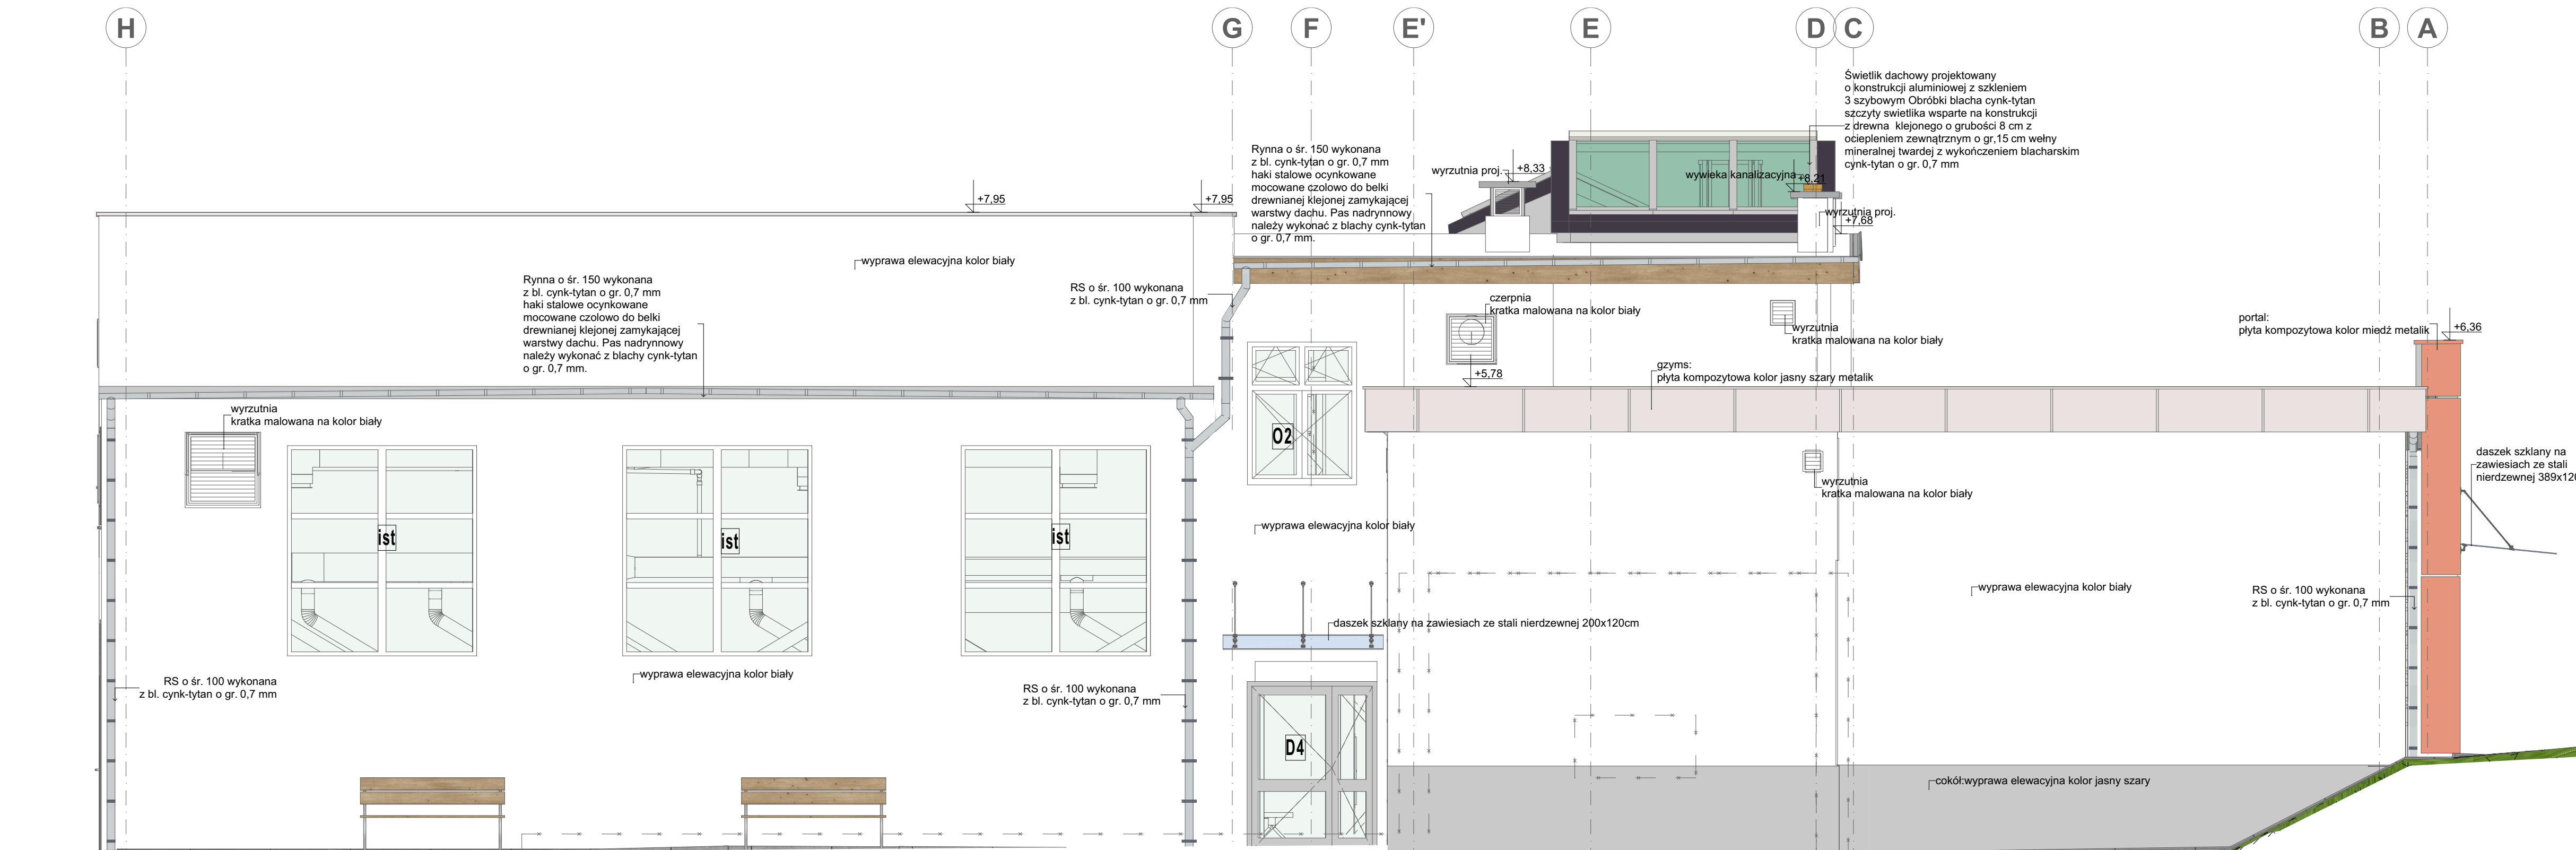 H
G
F
E'
E
D
C
B
A
Świetlik dachowy projektowany
o konstrukcji aluminiowej z szkleniem
3 szybowym Obróbki blacha cynk-tytan
szczyty swietlika wsparte na konstrukcji
z drewna klejonego o grubości 8 cm z
ociepleniem zewnątrznym o gr,15 cm wełny
mineralnej twardej z wykończeniem blacharskim
cynk-tytan o gr. 0,7 mm
Rynna o śr. 150 wykonana
z bl. cynk-tytan o gr. 0,7 mm
haki stalowe ocynkowane
mocowane czolowo do belki
drewnianej klejonej zamykającej
warstwy dachu. Pas nadrynnowy
należy wykonać z blachy cynk-tytan
o gr. 0,7 mm.
wyrzutnia proj.
+8,33
wywieka kanalizacyjna
+8,21
wyrzutnia proj.
+7,68
+7,95
+7,95
wyprawa elewacyjna kolor biały
Rynna o śr. 150 wykonana
z bl. cynk-tytan o gr. 0,7 mm
haki stalowe ocynkowane
mocowane czolowo do belki
drewnianej klejonej zamykającej
warstwy dachu. Pas nadrynnowy
należy wykonać z blachy cynk-tytan
o gr. 0,7 mm.
RS o śr. 100 wykonana
z bl. cynk-tytan o gr. 0,7 mm
czerpnia
kratka malowana na kolor biały
wyrzutnia
kratka malowana na kolor biały
portal:
płyta kompozytowa kolor miedź metalik
+6,36
+5,78
gzyms:
płyta kompozytowa kolor jasny szary metalik
wyrzutnia
kratka malowana na kolor biały
O2
daszek szklany na
zawiesiach ze stali
nierdzewnej 389x120
wyrzutnia
kratka malowana na kolor biały
ist
ist
ist
wyprawa elewacyjna kolor biały
wyprawa elewacyjna kolor biały
RS o śr. 100 wykonana
z bl. cynk-tytan o gr. 0,7 mm
daszek szklany na zawiesiach ze stali nierdzewnej 200x120cm
wyprawa elewacyjna kolor biały
RS o śr. 100 wykonana
z bl. cynk-tytan o gr. 0,7 mm
RS o śr. 100 wykonana
z bl. cynk-tytan o gr. 0,7 mm
D4
cokół:wyprawa elewacyjna kolor jasny szary